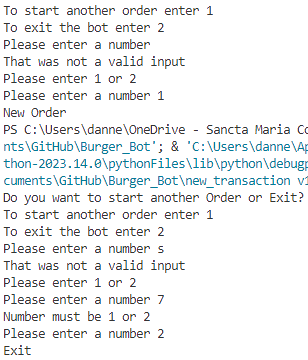 To start another order enter 1
To exit the bot enter 2
Please enter a number
That was not a valid input
Please enter 1 or 2
Please enter a number 1
New Order
PS C:\Users\danne\OneDrive - Sancta Maria Co
nts\GitHub\Burger_Bot'; & 'C:\Users\danne\Ap
thon-2023.14.0\pythonFiles\lib\python\debugp
cuments\GitHub\Burger_Bot\new_transaction v1
Do you want to start another Order or Exit?
To start another order enter 1
To exit the bot enter 2
Please enter a number s
That was not a valid input
Please enter 1 or 2
Please enter a number 7
Number must be 1 or 2
Please enter a number 2
Exit